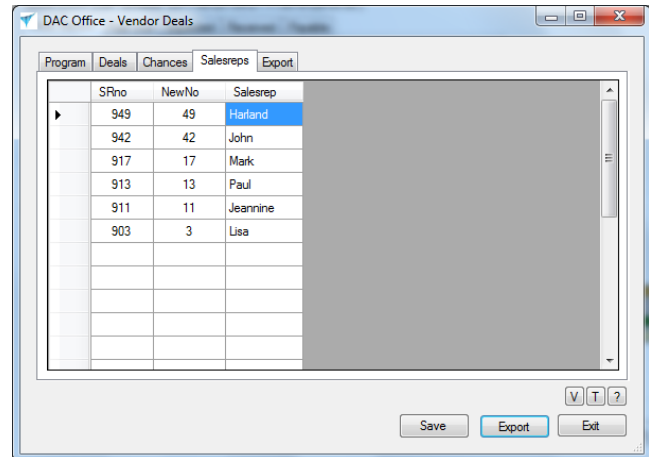 DAC Office - Vendor Deals
Program Deals Chances Salesreps Export
SRno NewNo Salesrep
949 49 Harland
942 42 John
917 17 Mark
913 13 Paul
911 11 Jeannine
903 3 Lisa
V T ?
Save Export Exit